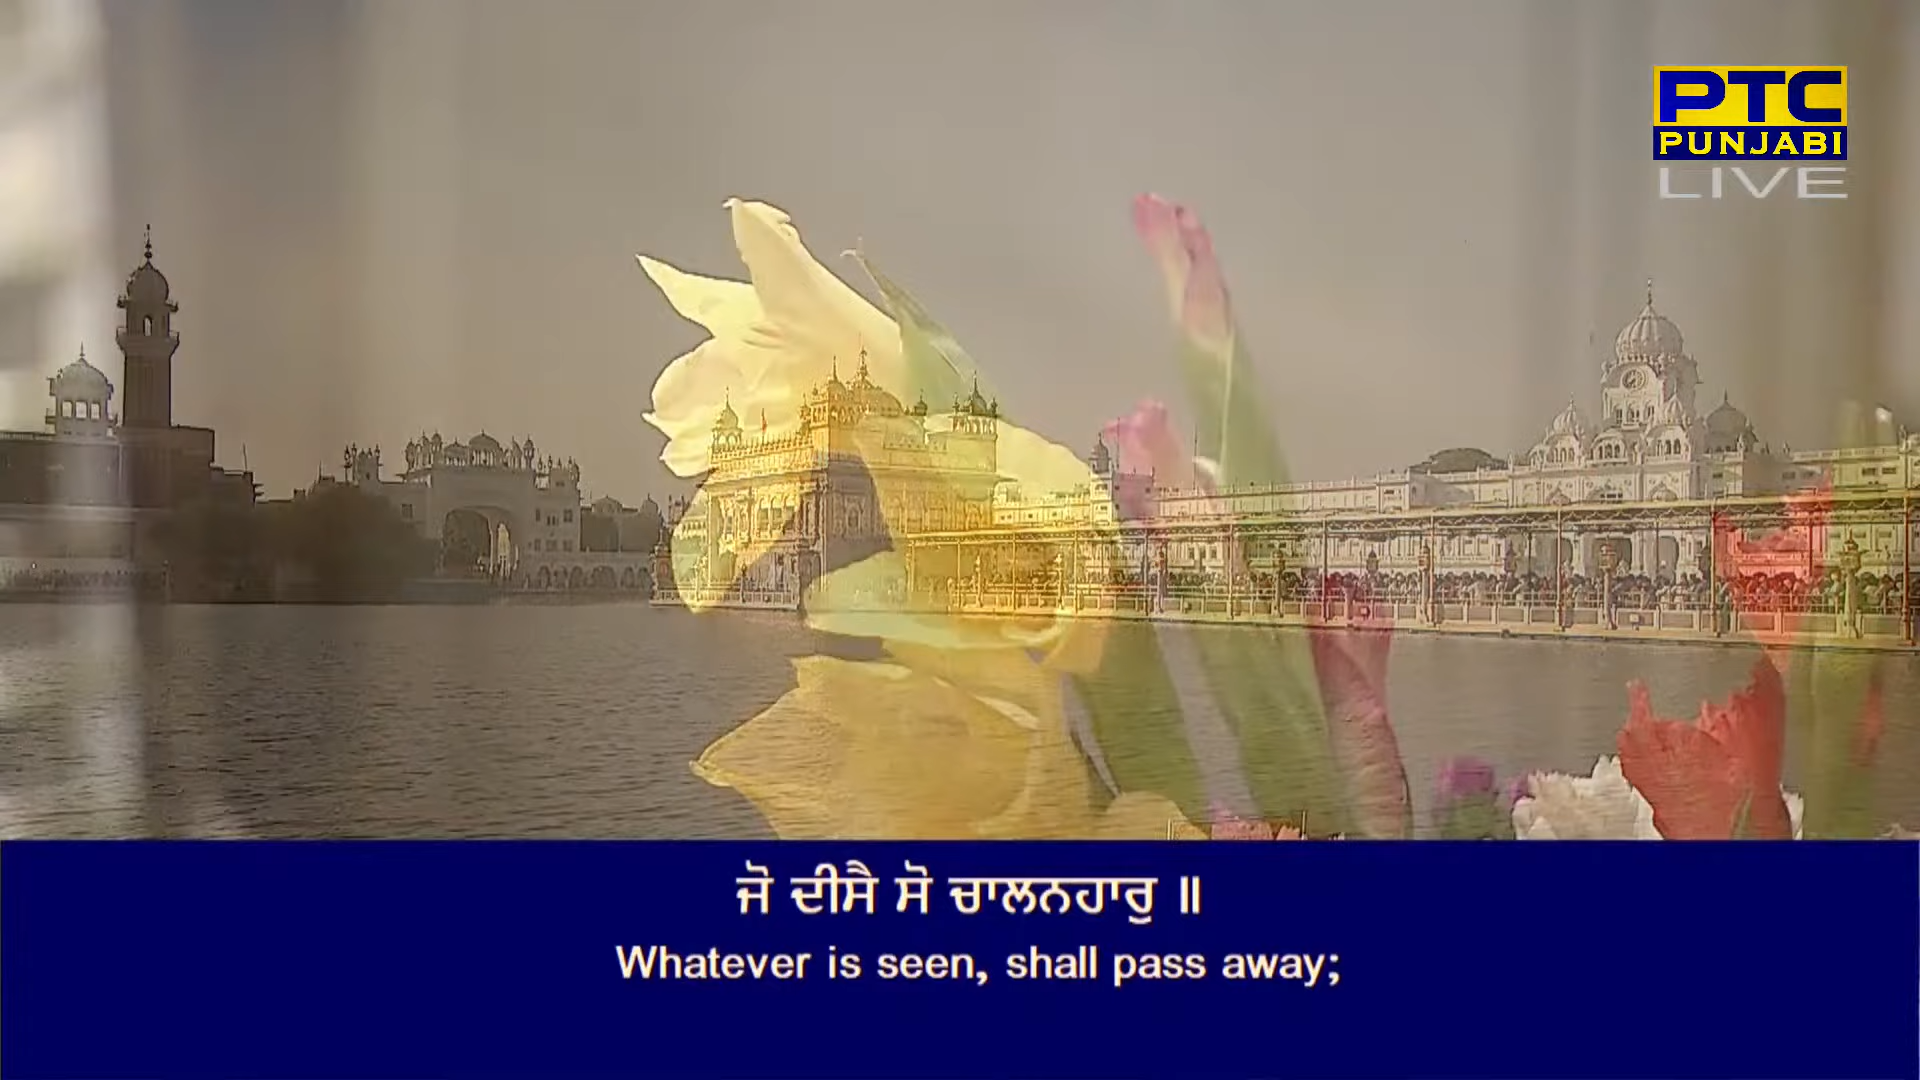 PTC
PUNJABI
LIVE
ਜੋ ਦੀਸੈ ਸੋ ਚਾਲਨਹਾਰੁ ॥
Whatever is seen, shall pass away;